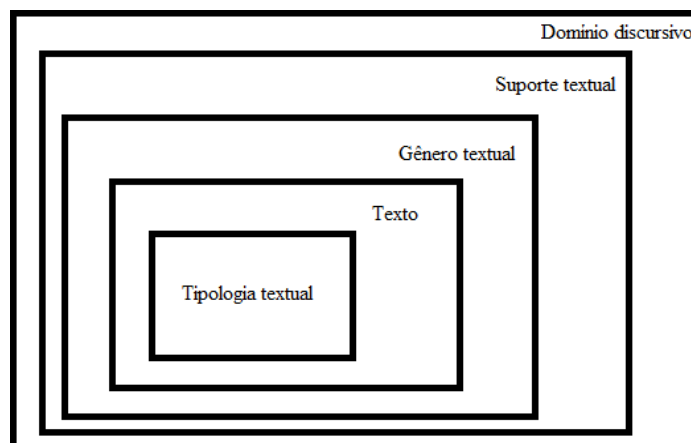 Domínio discursivo
Suporte textual
Gênero textual
Texto
Tipologia textual